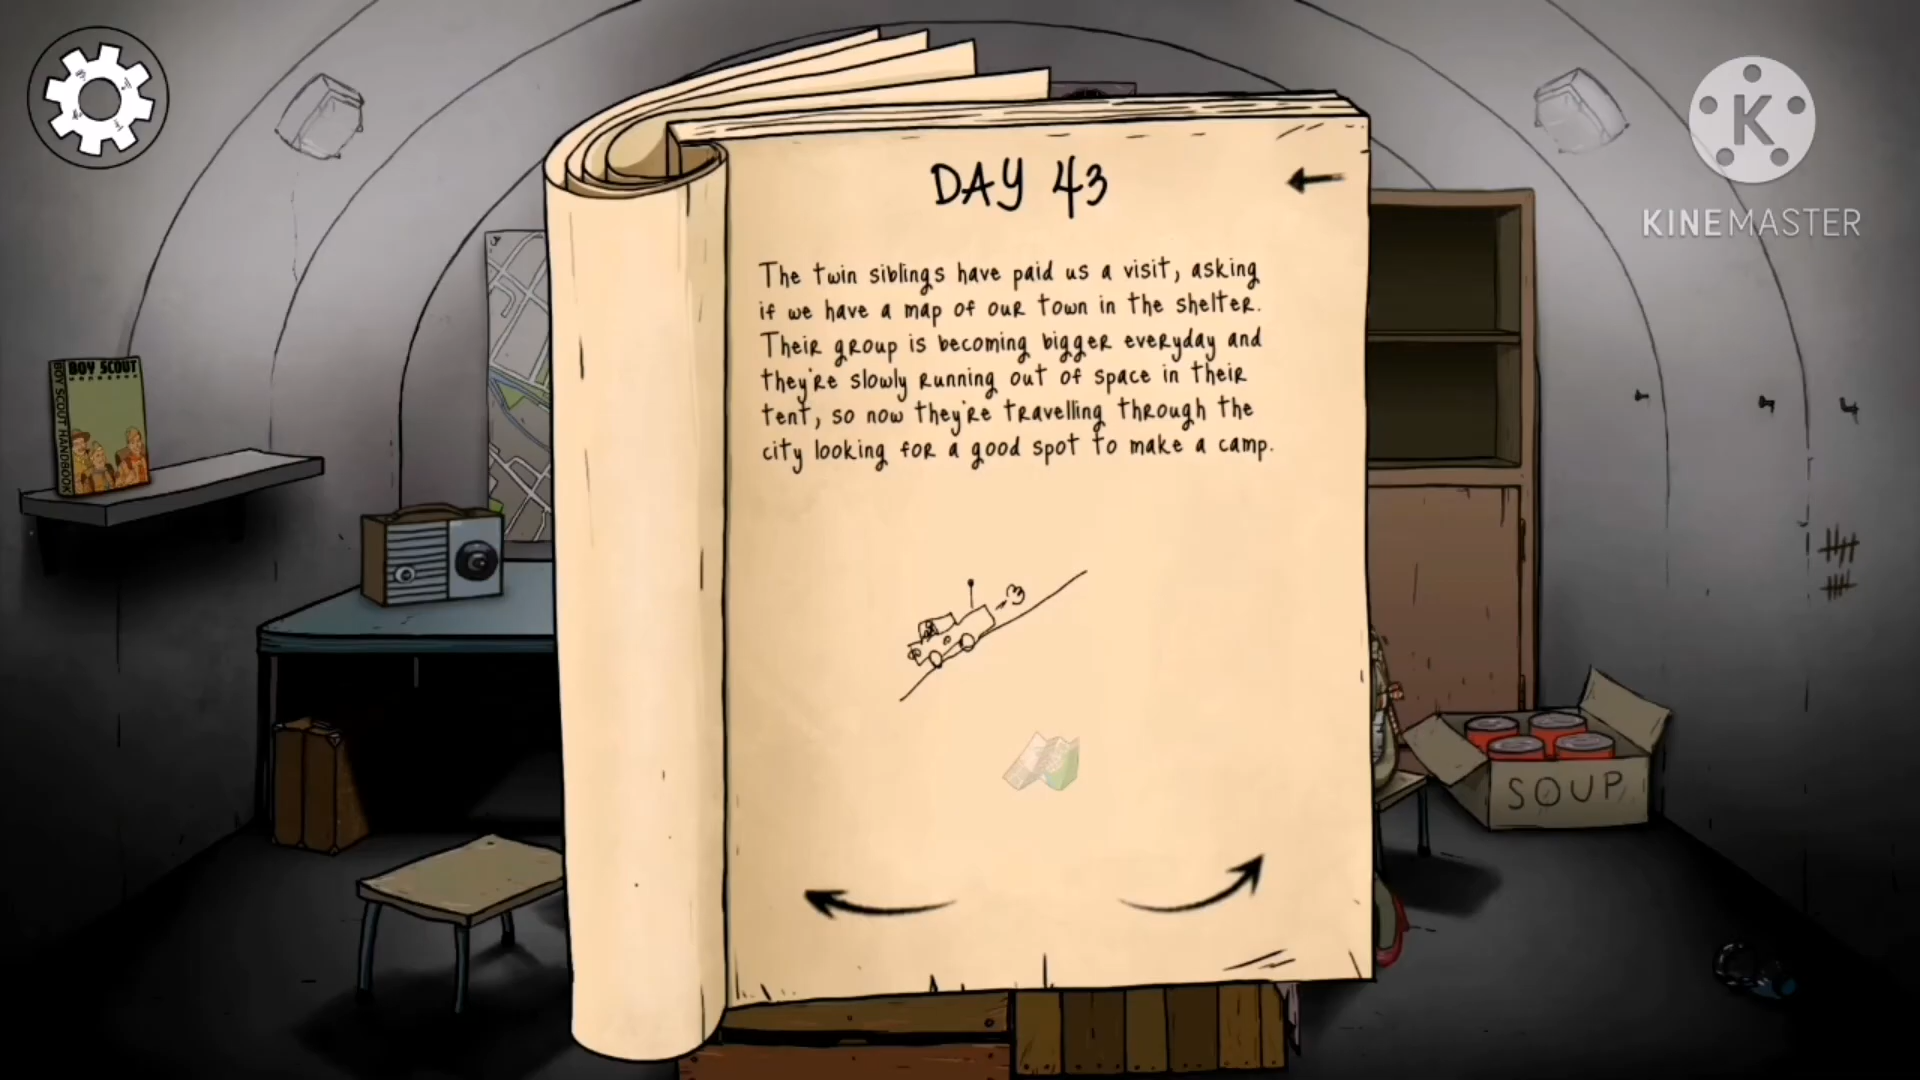 DAY 43
The twin siblings have paid us a visit, asking
if we have a map of our town in the shelter.
Their group is becoming bigger everyday and
they're slowly running out of space in their
tent, so now they're travelling through the
city looking for a good spot to make a camp.
BOY SCOUT
BOY SCOUT HANDBOOK
K
KINEMASTER
SOUP